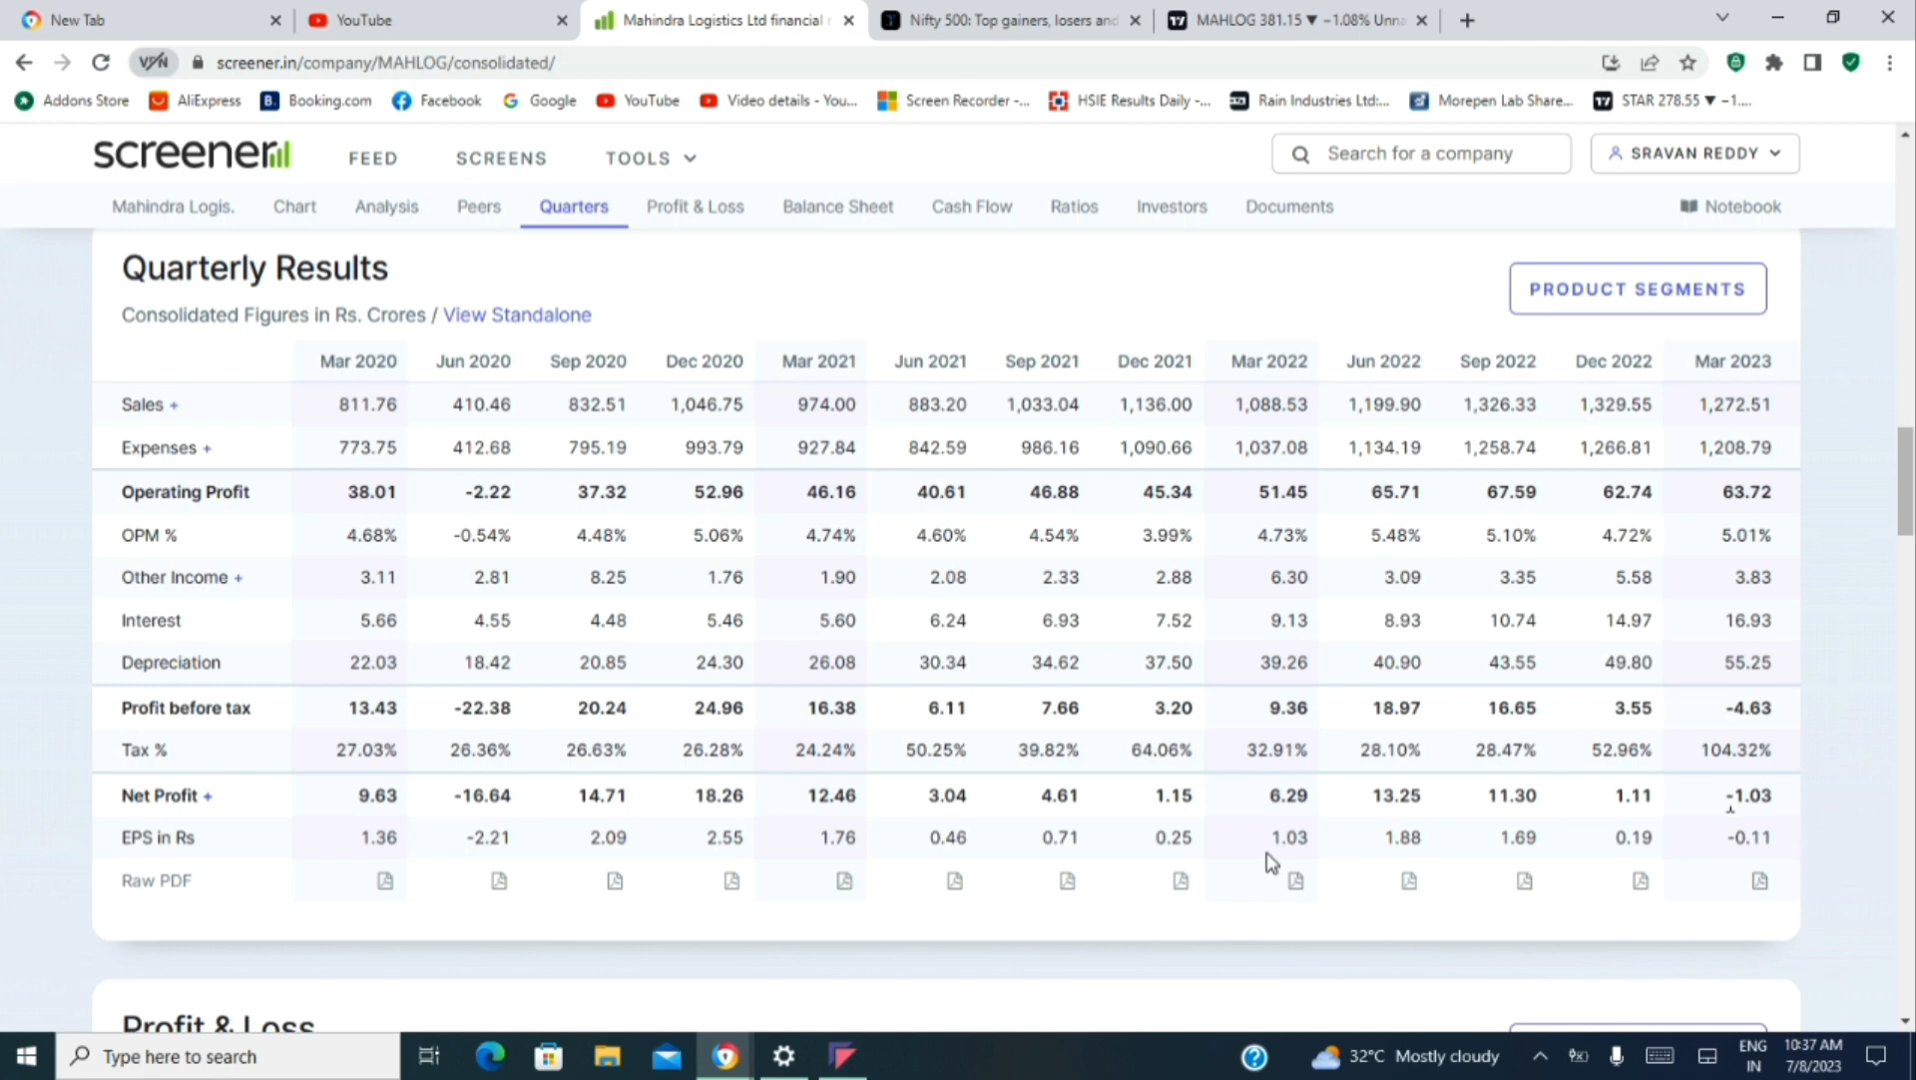 New Tab
YouTube
Mahindra Logistics Ltd financial
Nifty 500: Top gainers, losers and
MAHLOG 381.15 ▼ −1.08% Unna
VPN
screener.in/company/MAHLOG/consolidated/
Addons Store
AliExpress
Booking.com
Facebook
Google
YouTube
Video details - You...
Screen Recorder -...
HSIE Results Daily -...
Rain Industries Ltd:...
Morepen Lab Share...
STAR 278.55 ▼ −1....
screener
FEED
SCREENS
TOOLS
Search for a company
SRAVAN REDDY
Mahindra Logis.
Chart
Analysis
Peers
Quarters
Profit & Loss
Balance Sheet
Cash Flow
Ratios
Investors
Documents
Notebook
Quarterly Results
PRODUCT SEGMENTS
Consolidated Figures in Rs. Crores / View Standalone
Mar 2020 Jun 2020 Sep 2020 Dec 2020 Mar 2021 Jun 2021 Sep 2021 Dec 2021 Mar 2022 Jun 2022 Sep 2022 Dec 2022 Mar 2023
Sales + 811.76 410.46 832.51 1,046.75 974.00 883.20 1,033.04 1,136.00 1,088.53 1,199.90 1,326.33 1,329.55 1,272.51
Expenses + 773.75 412.68 795.19 993.79 927.84 842.59 986.16 1,090.66 1,037.08 1,134.19 1,258.74 1,266.81 1,208.79
Operating Profit 38.01 -2.22 37.32 52.96 46.16 40.61 46.88 45.34 51.45 65.71 67.59 62.74 63.72
OPM % 4.68% -0.54% 4.48% 5.06% 4.74% 4.60% 4.54% 3.99% 4.73% 5.48% 5.10% 4.72% 5.01%
Other Income + 3.11 2.81 8.25 1.76 1.90 2.08 2.33 2.88 6.30 3.09 3.35 5.58 3.83
Interest 5.66 4.55 4.48 5.46 5.60 6.24 6.93 7.52 9.13 8.93 10.74 14.97 16.93
Depreciation 22.03 18.42 20.85 24.30 26.08 30.34 34.62 37.50 39.26 40.90 43.55 49.80 55.25
Profit before tax 13.43 -22.38 20.24 24.96 16.38 6.11 7.66 3.20 9.36 18.97 16.65 3.55 -4.63
Tax % 27.03% 26.36% 26.63% 26.28% 24.24% 50.25% 39.82% 64.06% 32.91% 28.10% 28.47% 52.96% 104.32%
Net Profit + 9.63 -16.64 14.71 18.26 12.46 3.04 4.61 1.15 6.29 13.25 11.30 1.11 -1.03
EPS in Rs 1.36 -2.21 2.09 2.55 1.76 0.46 0.71 0.25 1.03 1.88 1.69 0.19 -0.11
Raw PDF
Profit & Loss
Type here to search
32°C Mostly cloudy
ENG
IN
10:37 AM
7/8/2023